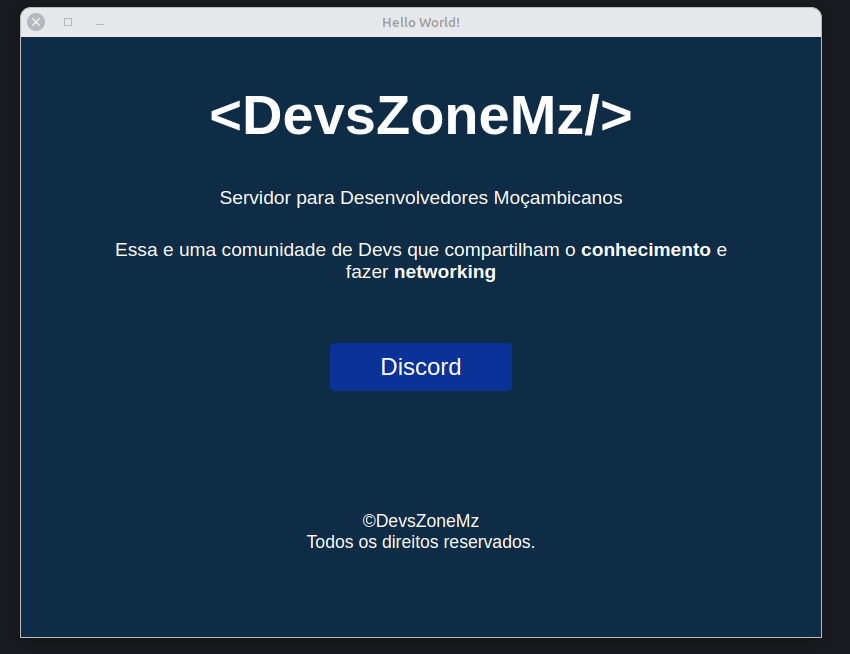 Hello World!
<DevsZoneMz/>
Servidor para Desenvolvedores Moçambicanos
Essa e uma comunidade de Devs que compartilham o conhecimento e
fazer networking
Discord
©DevsZoneMz
Todos os direitos reservados.